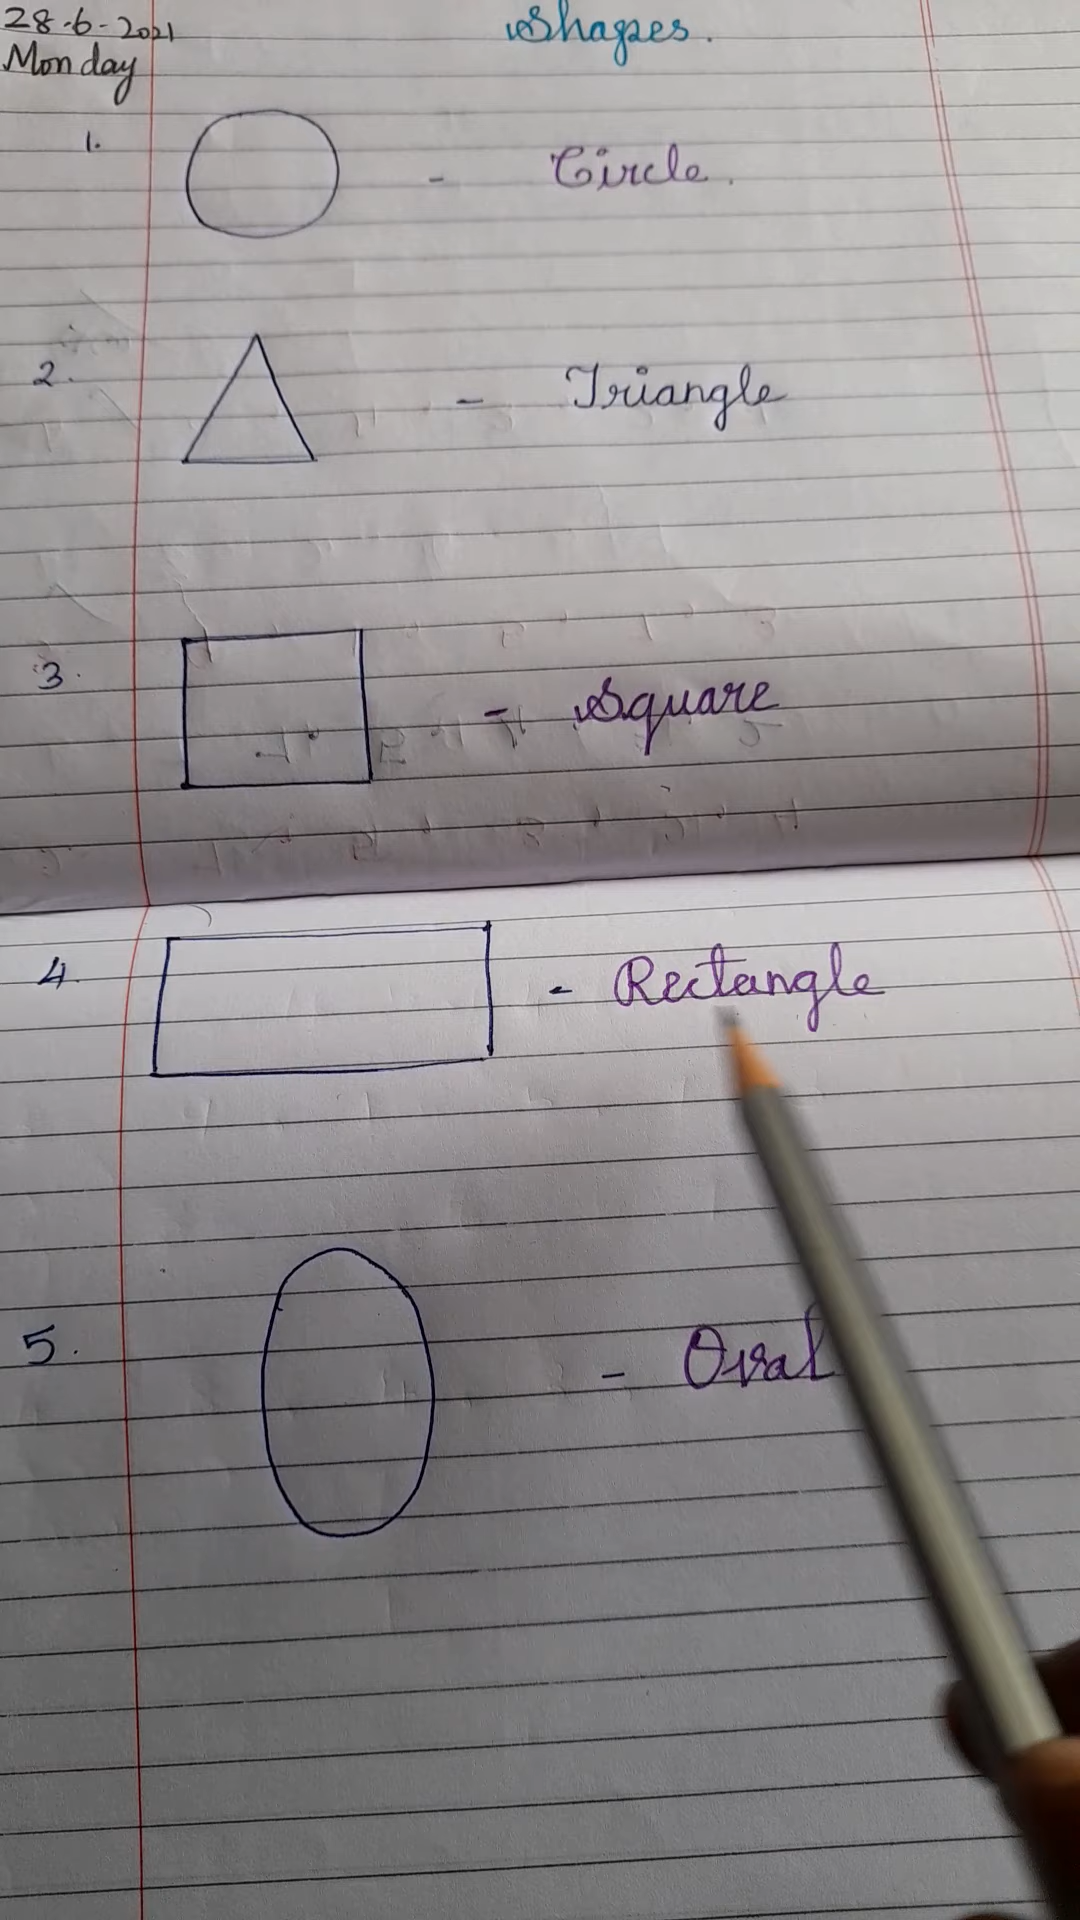 28-6-2021
Shapes.
Monday
1. - Circle.
2. - Triangle
3. - Square
4. - Rectangle
5. - Oval